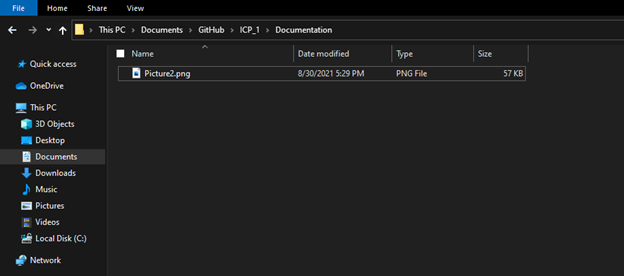 File Home Share View
This PC > Documents > GitHub > ICP_1 > Documentation
Name Date modified Type Size
Quick access
Picture2.png 8/30/2021 5:29 PM PNG File 57 KB
OneDrive
This PC
3D Objects
Desktop
Documents
Downloads
Music
Pictures
Videos
Local Disk (C:)
Network